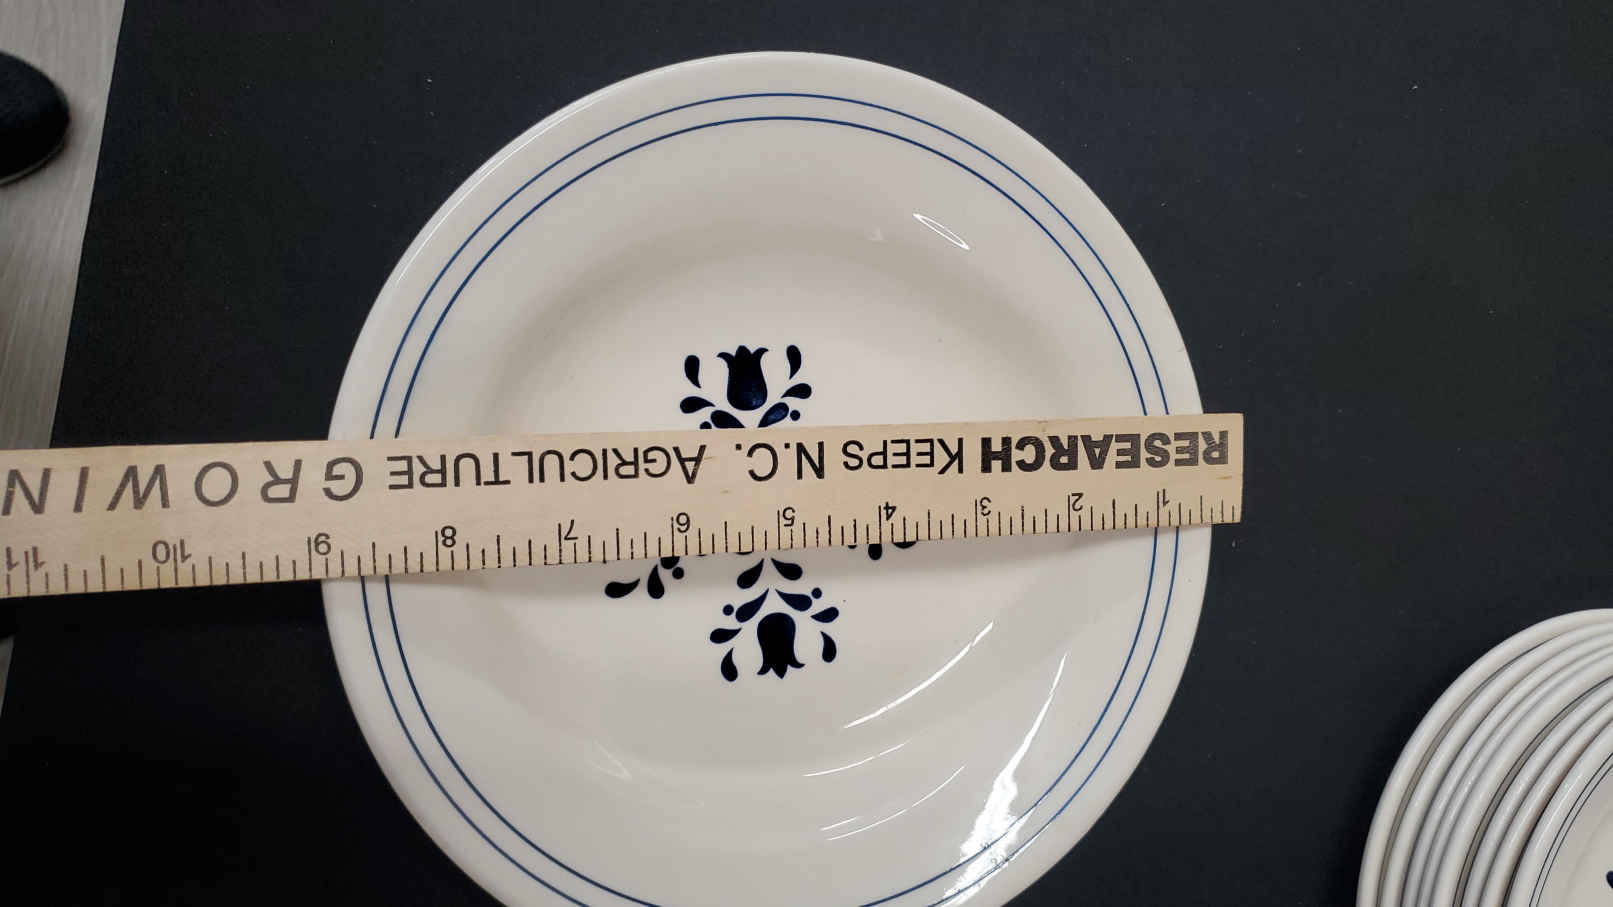 RESEARCH KEEPS N.C. AGRICULTURE GROWIN
1 2 3 4 5 6 7 8 9 10 11